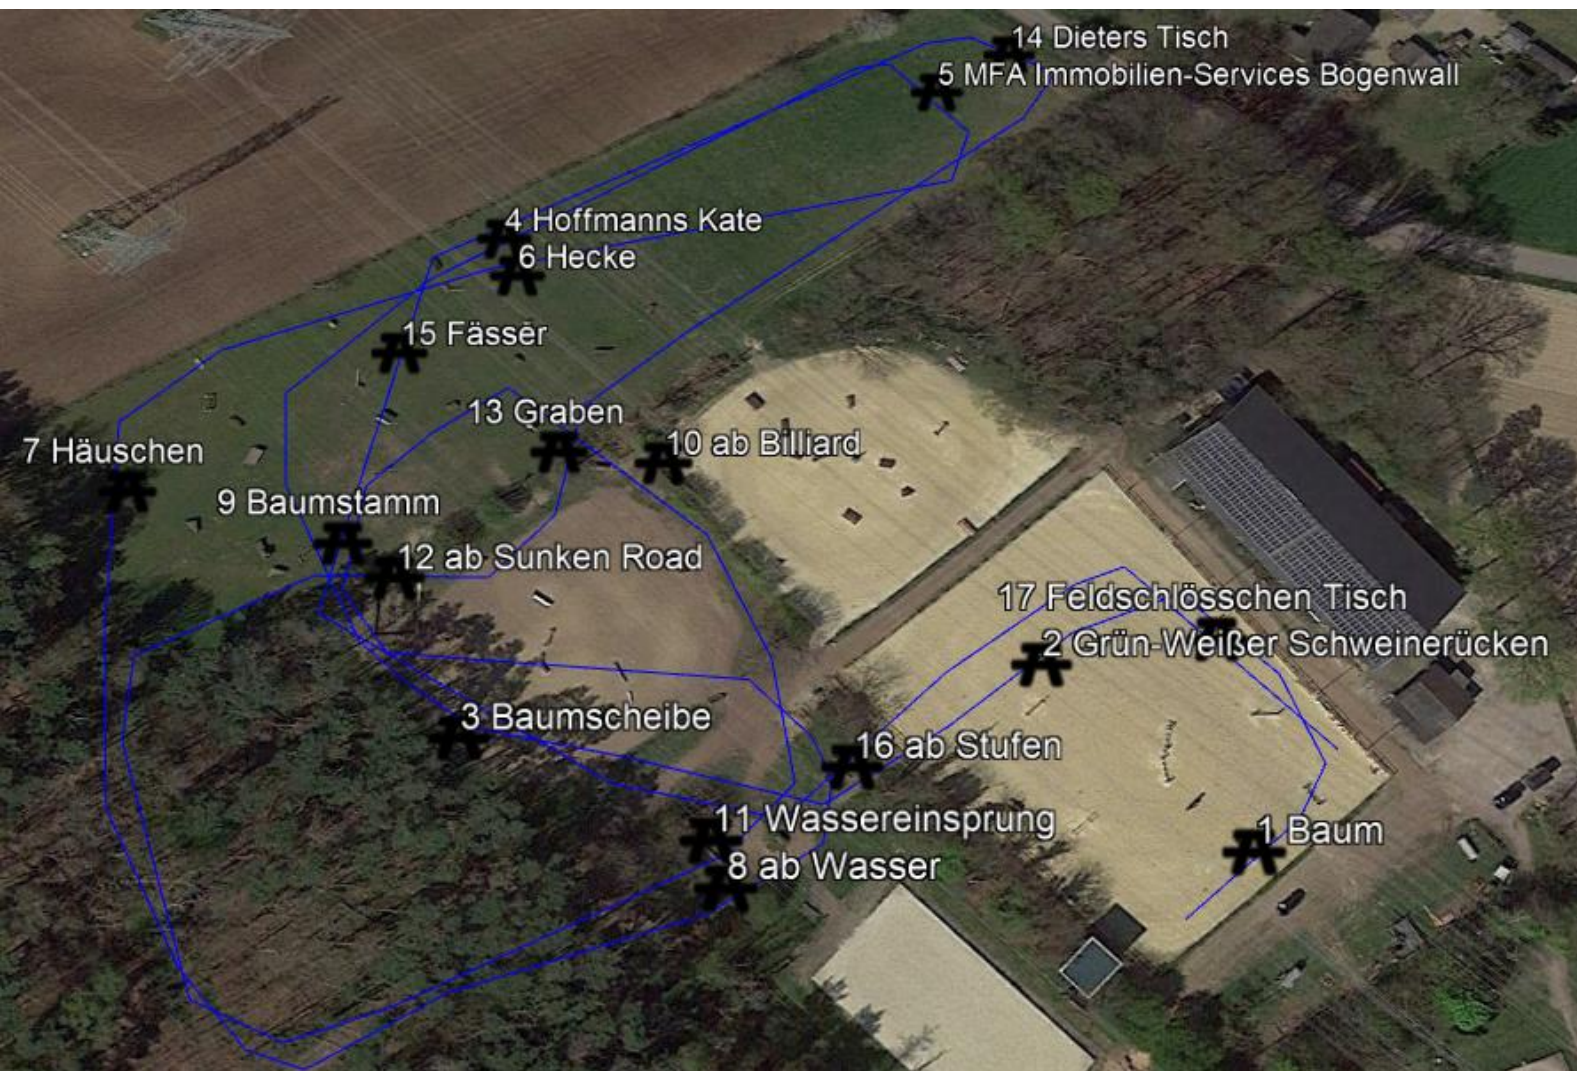 14 Dieters Tisch
5 MFA Immobilien-Services Bogenwall
4 Hoffmanns Kate
6 Hecke
15 Fässer
13 Graben
10 ab Billiard
7 Häuschen
9 Baumstamm
12 ab Sunken Road
17 Feldschlösschen Tisch
2 Grün-Weißer Schweinerücken
3 Baumscheibe
16 ab Stufen
11 Wassereinsprung
1 Baum
8 ab Wasser